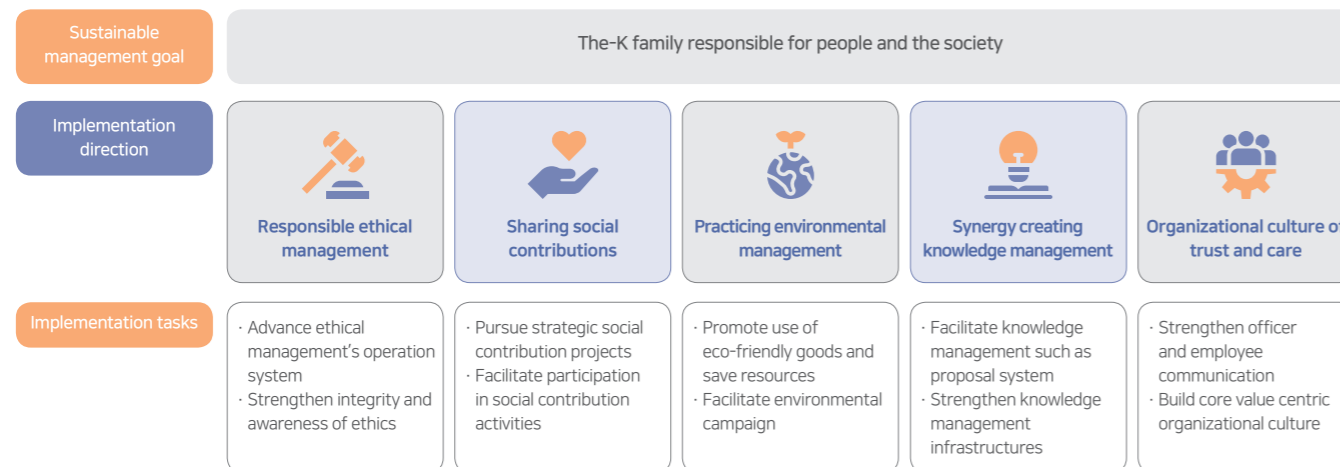 Sustainable
management goal
The-K family responsible for people and the society
Implementation
direction
Responsible ethical
management
Sharing social
contributions
Practicing environmental
management
Synergy creating
knowledge management
Organizational culture of
trust and care
Implementation tasks
· Advance ethical
management's operation
system
· Strengthen integrity and
awareness of ethics
· Pursue strategic social
contribution projects
· Facilitate participation
in social contribution
activities
· Promote use of
eco-friendly goods and
save resources
· Facilitate environmental
campaign
· Facilitate knowledge
management such as
proposal system
· Strengthen knowledge
management
infrastructures
· Strengthen officer
and employee
communication
· Build core value centric
organizational culture